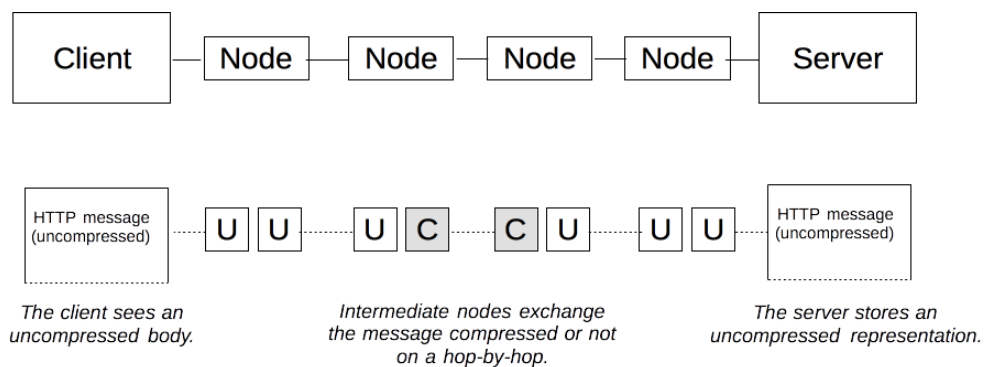 Client
Node
Node
Node
Node
Server
HTTP message
(uncompressed)
U
U
U
C
C
U
U
U
HTTP message
(uncompressed)
The client sees an
uncompressed body.
Intermediate nodes exchange
the message compressed or not
on a hop-by-hop.
The server stores an
uncompressed representation.